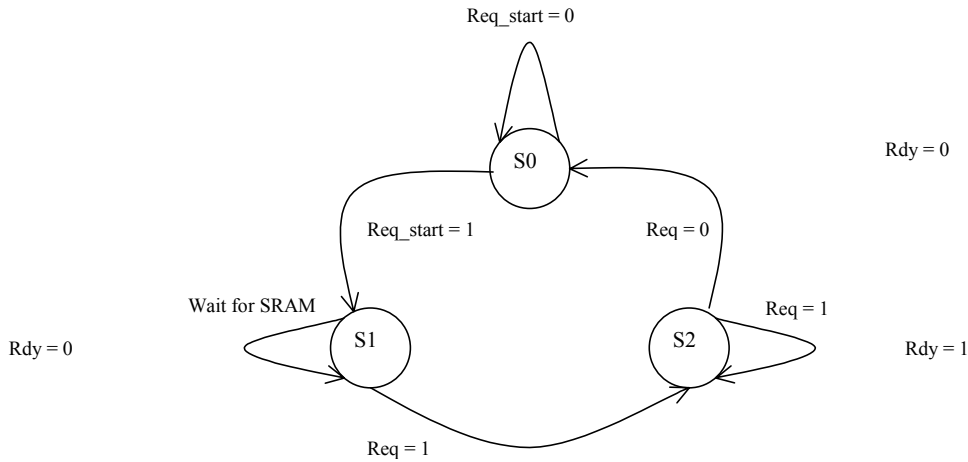 Req_start = 0
S0
Rdy = 0
Req_start = 1
Req = 0
Wait for SRAM
Req = 1
S1
S2
Rdy = 0
Rdy = 1
Req = 1